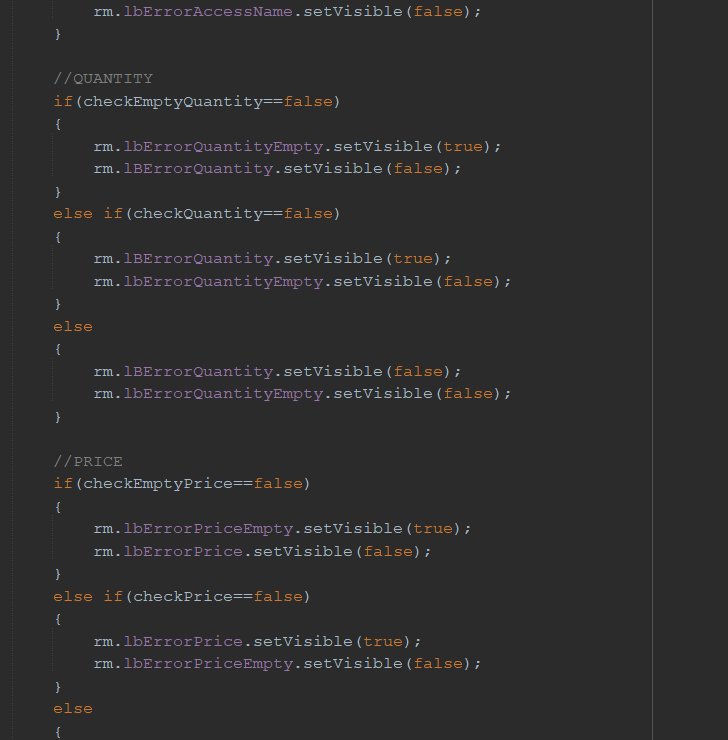 rm.lbErrorAccessName.setVisible(false);
}
//QUANTITY
if(checkEmptyQuantity==false)
{
rm.lbErrorQuantityEmpty.setVisible(true);
rm.lBErrorQuantity.setVisible(false);
}
else if(checkQuantity==false)
{
rm.lBErrorQuantity.setVisible(true);
rm.lbErrorQuantityEmpty.setVisible(false);
}
else
{
rm.lBErrorQuantity.setVisible(false);
rm.lbErrorQuantityEmpty.setVisible(false);
}
//PRICE
if(checkEmptyPrice==false)
{
rm.lbErrorPriceEmpty.setVisible(true);
rm.lbErrorPrice.setVisible(false);
}
else if(checkPrice==false)
{
rm.lbErrorPrice.setVisible(true);
rm.lbErrorPriceEmpty.setVisible(false);
}
else
{